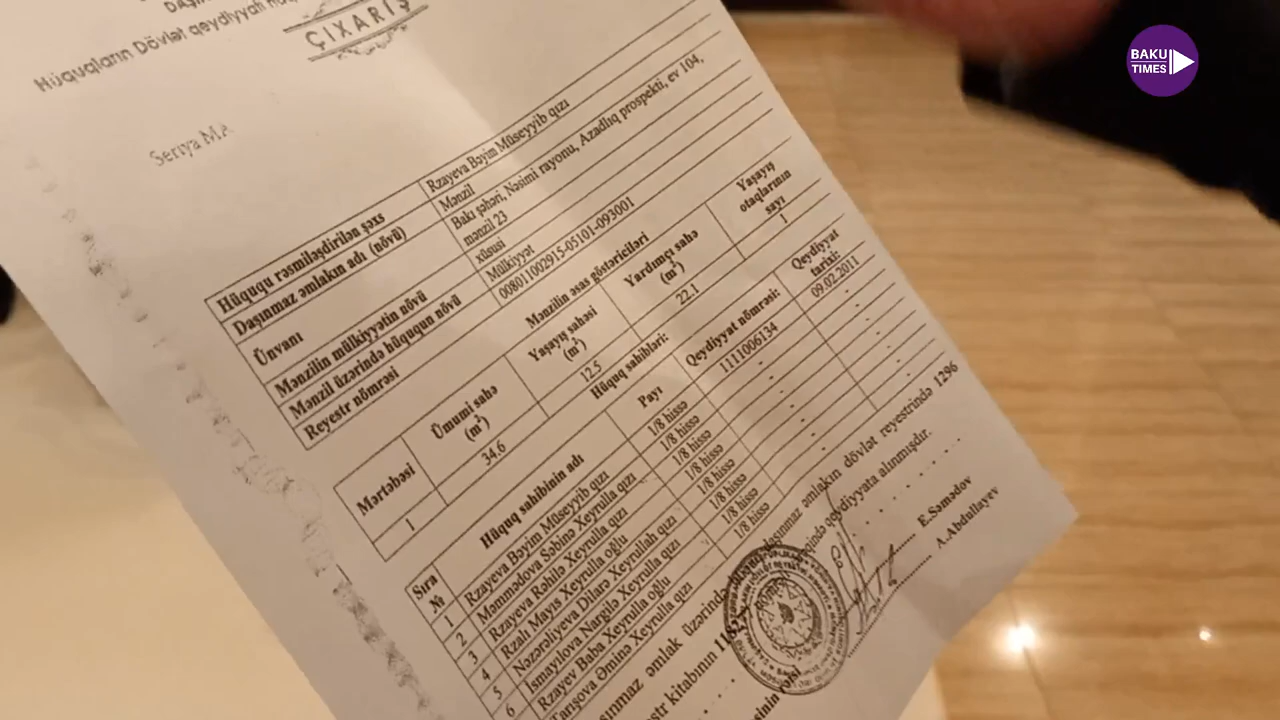 Hüquqların Dövlət qeydiyyatı
ÇIXARIŞ
Seriya MA
Hüququ rəsmiləşdirilən şəxs Rzayeva Bəyim Müseyyib qızı
Daşınmaz əmlakın adı (növü) Mənzil
Ünvanı Bakı şəhəri, Nəsimi rayonu, Azadlıq prospekti, ev 104,
mənzil 23
Mənzilin mülkiyyətin növü xüsusi
Mənzil üzərində hüququn növü Mülkiyyət
Reyestr nömrəsi 008011002915-05101-093001
Mənzilin əsas göstəriciləri
Mərtəbəsi Ümumi sahə (m²) Yaşayış sahəsi (m²) Yardımçı sahə (m²) Yaşayış otaqlarının sayı
1 34.6 12.5 22.1 1
Hüquq sahibləri:
Sıra № Hüquq sahibinin adı Payı Qeydiyyat nömrəsi: Qeydiyyat tarixi:
1 Rzayeva Bəyim Müseyyib qızı 1/8 hissə 1111006134 09.02.2011
2 Məmmədova Səbinə Xeyrulla qızı 1/8 hissə - -
3 Rzayeva Rəhilə Xeyrulla qızı 1/8 hissə - -
4 Rzalı Mayis Xeyrulla oğlu 1/8 hissə - -
5 Nəzərəliyeva Dilarə Xeyrullah qızı 1/8 hissə - -
6 İsmayılova Nərgilə Xeyrulla qızı 1/8 hissə - -
Rzayev Baba Xeyrulla oğlu 1/8 hissə - -
Tarışova Əminə Xeyrulla qızı 1/8 hissə - -
əmlak üzərində daşınmaz əmlakın dövlət reyestrində 1296
kitabının qeydiyyata alınmışdır.
E.Səmədov
A.Abdullayev
BAKU
TIMES